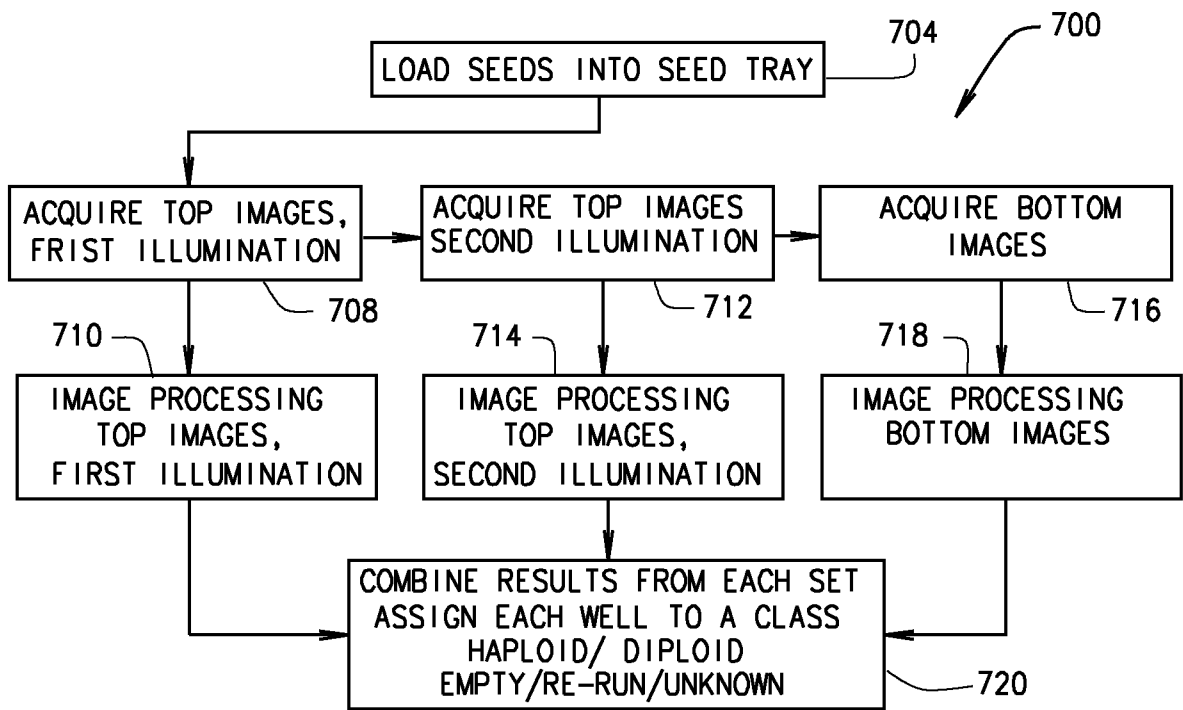 700
704
LOAD SEEDS INTO SEED TRAY
ACQUIRE TOP IMAGES,
FRIST ILLUMINATION
708
ACQUIRE TOP IMAGES
SECOND ILLUMINATION
712
ACQUIRE BOTTOM
IMAGES
716
710
IMAGE PROCESSING
TOP IMAGES,
FIRST ILLUMINATION
714
IMAGE PROCESSING
TOP IMAGES,
SECOND ILLUMINATION
718
IMAGE PROCESSING
BOTTOM IMAGES
COMBINE RESULTS FROM EACH SET
ASSIGN EACH WELL TO A CLASS
HAPLOID/ DIPLOID
EMPTY/RE-RUN/UNKNOWN
720